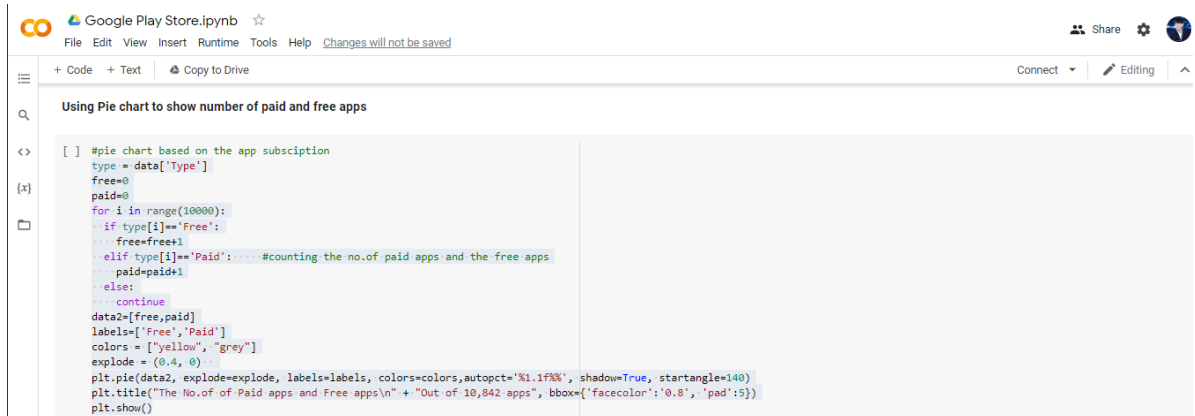 CO Google Play Store.ipynb
File Edit View Insert Runtime Tools Help Changes will not be saved
Share
+ Code + Text Copy to Drive
Connect Editing
Using Pie chart to show number of paid and free apps
[ ] #pie chart based on the app subsciption
type = data['Type']
free=0
paid=0
for i in range(10000):
  if type[i]=='Free':
    free=free+1
  elif type[i]=='Paid':     #counting the no.of paid apps and the free apps
    paid=paid+1
  else:
    continue
data2=[free,paid]
labels=['Free','Paid']
colors = ["yellow", "grey"]
explode = (0.4, 0)
plt.pie(data2, explode=explode, labels=labels, colors=colors,autopct='%1.1f%%', shadow=True, startangle=140)
plt.title("The No.of of Paid apps and Free apps\n" + "Out of 10,842 apps", bbox={'facecolor':'0.8', 'pad':5})
plt.show()
{x}